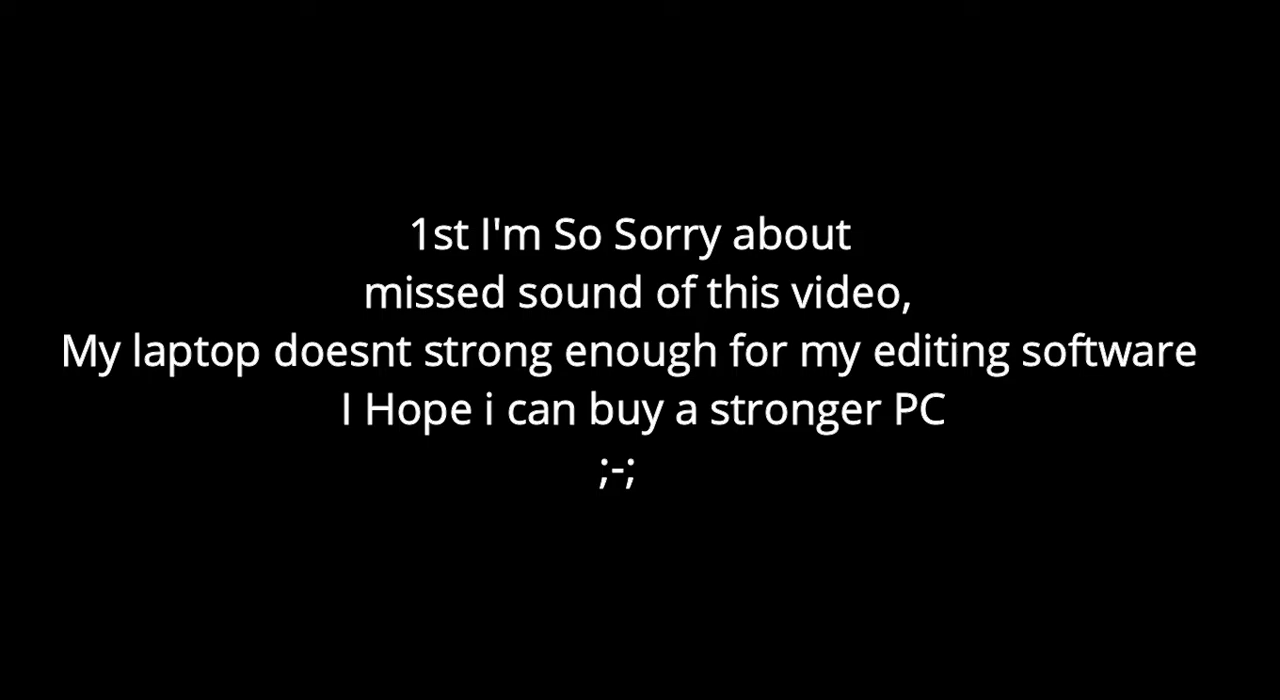 1st I'm So Sorry about
missed sound of this video,
My laptop doesnt strong enough for my editing software
I Hope i can buy a stronger PC
;-;